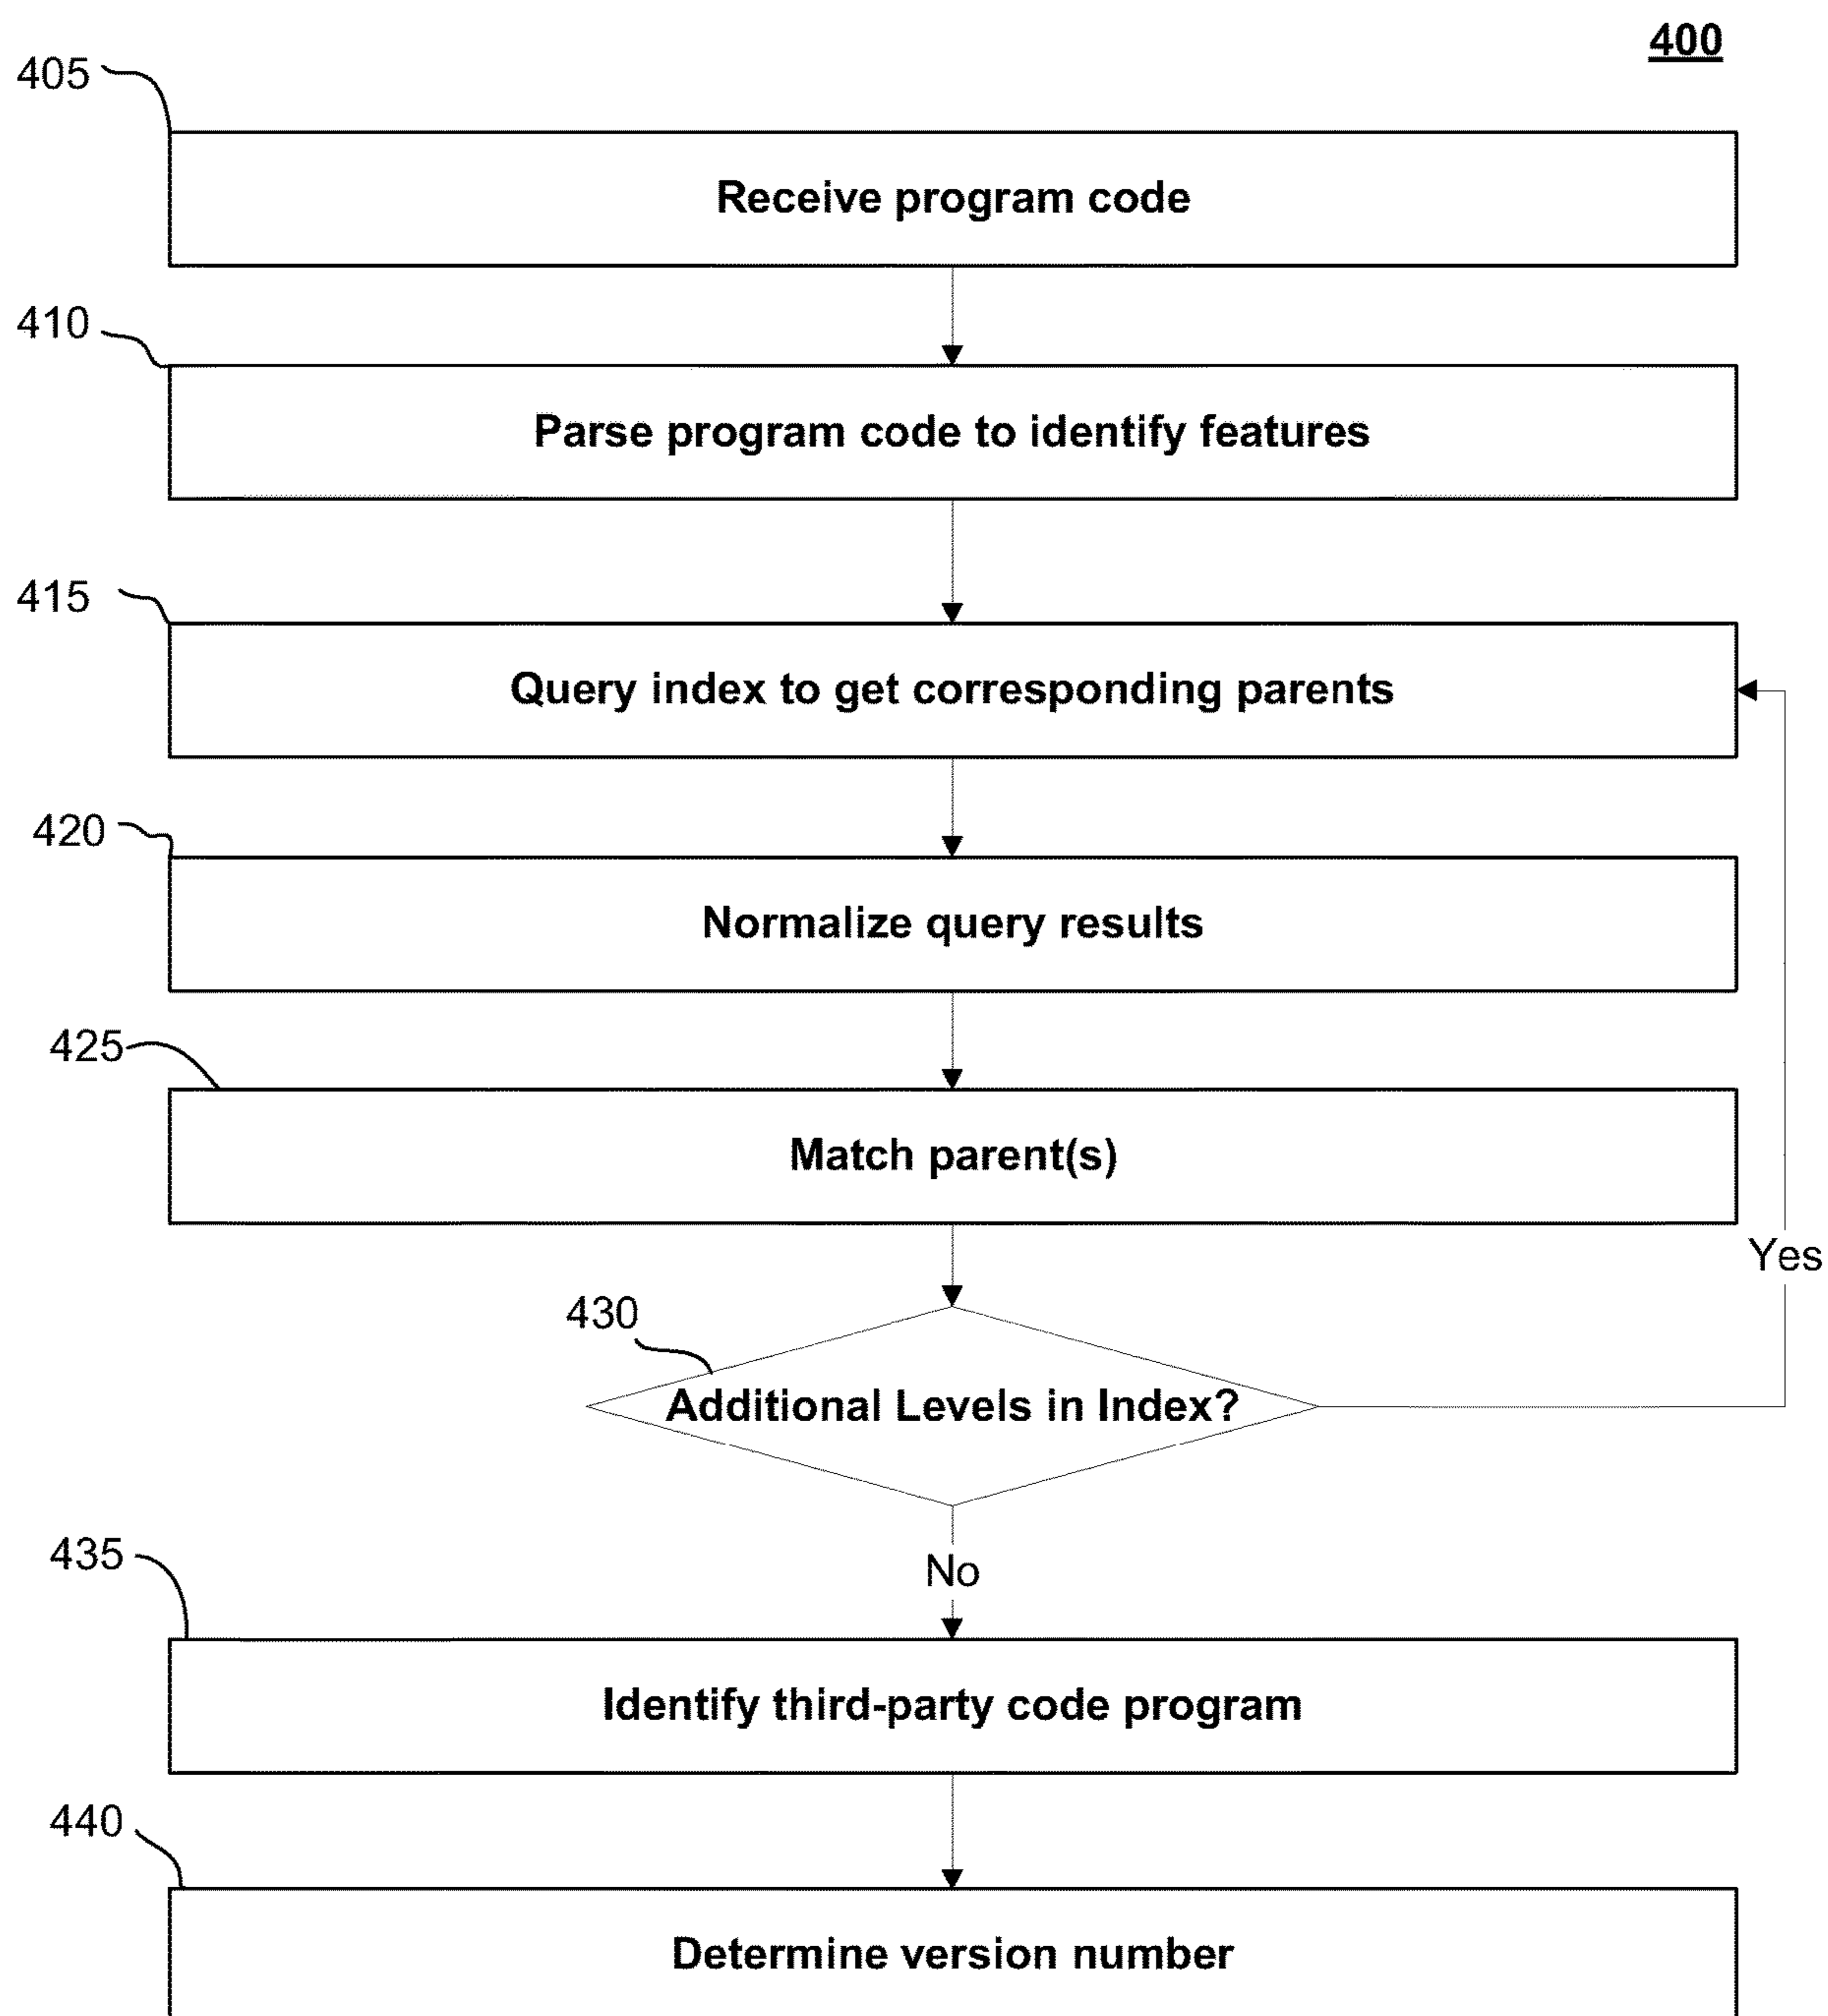 400
405
Receive program code
410
Parse program code to identify features
415
Query index to get corresponding parents
420
Normalize query results
425
Match parent(s)
Yes
430
Additional Levels in Index?
No
435
Identify third-party code program
440
Determine version number